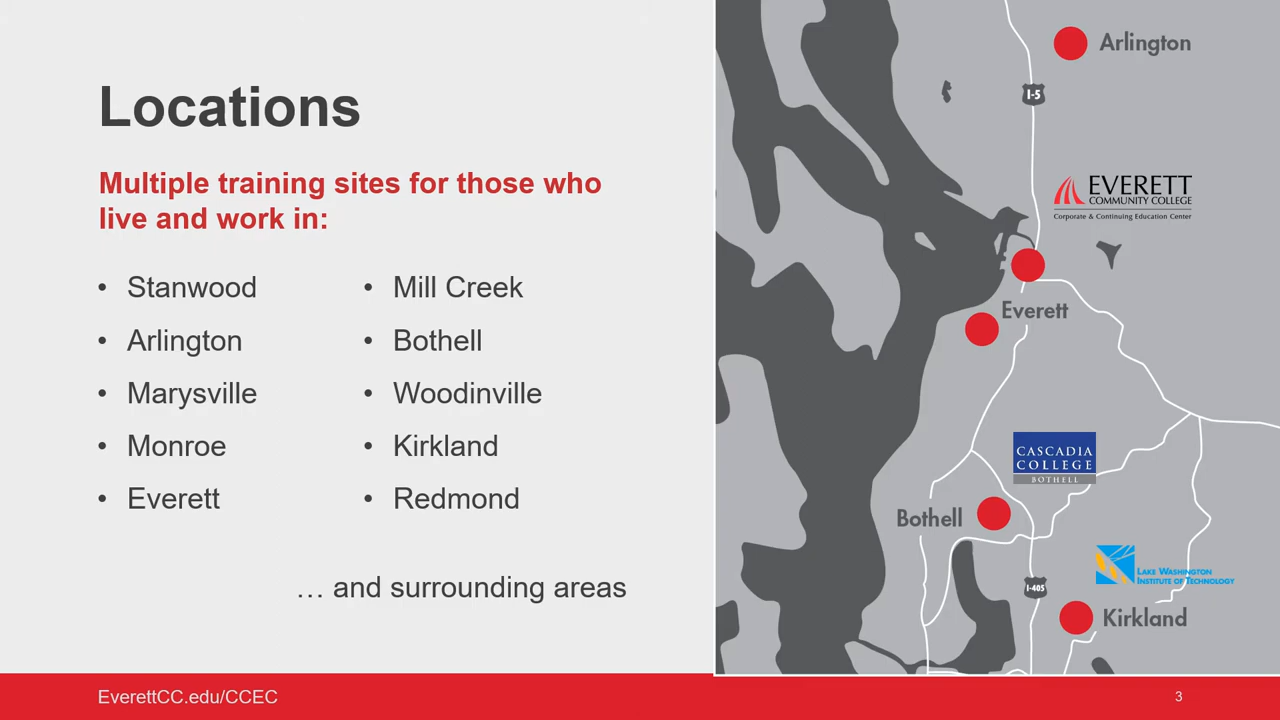 Locations
Multiple training sites for those who
live and work in:
• Stanwood
• Arlington
• Marysville
• Monroe
• Everett
• Mill Creek
• Bothell
• Woodinville
• Kirkland
• Redmond
… and surrounding areas
Arlington
I-5
EVERETT
COMMUNITY COLLEGE
Corporate & Continuing Education Center
Everett
CASCADIA
COLLEGE
BOTHELL
Bothell
LAKE WASHINGTON
INSTITUTE OF TECHNOLOGY
I-405
Kirkland
EverettCC.edu/CCEC
3